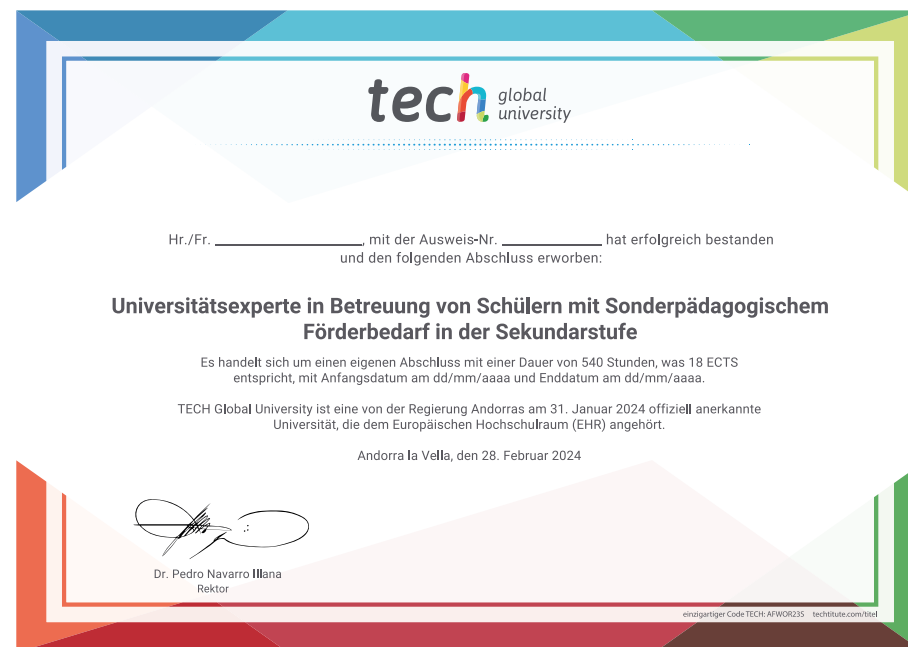 tech global university
Hr./Fr. ____________________, mit der Ausweis-Nr. ______________ hat erfolgreich bestanden
und den folgenden Abschluss erworben:
Universitätsexperte in Betreuung von Schülern mit Sonderpädagogischem
Förderbedarf in der Sekundarstufe
Es handelt sich um einen eigenen Abschluss mit einer Dauer von 540 Stunden, was 18 ECTS
entspricht, mit Anfangsdatum am dd/mm/aaaa und Enddatum am dd/mm/aaaa.
TECH Global University ist eine von der Regierung Andorras am 31. Januar 2024 offiziell anerkannte
Universität, die dem Europäischen Hochschulraum (EHR) angehört.
Andorra la Vella, den 28. Februar 2024
Dr. Pedro Navarro Illana
Rektor
einzigartiger Code TECH: AFWOR235 techtitute.com/titel